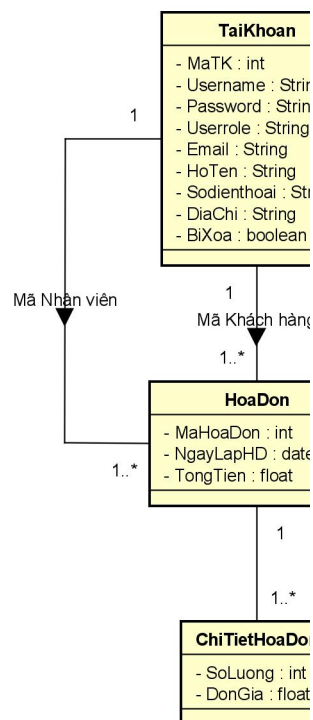 TaiKhoan
- MaTK : int
- Username : Strin
- Password : Strin
- Userrole : String
- Email : String
- HoTen : String
- Sodienthoai : Str
- DiaChi : String
- BiXoa : boolean
1
1
Mã Nhân viên
Mã Khách hàng
1..*
HoaDon
- MaHoaDon : int
- NgayLapHD : date
- TongTien : float
1..*
1
1..*
ChiTietHoaDon
- SoLuong : int
- DonGia : float